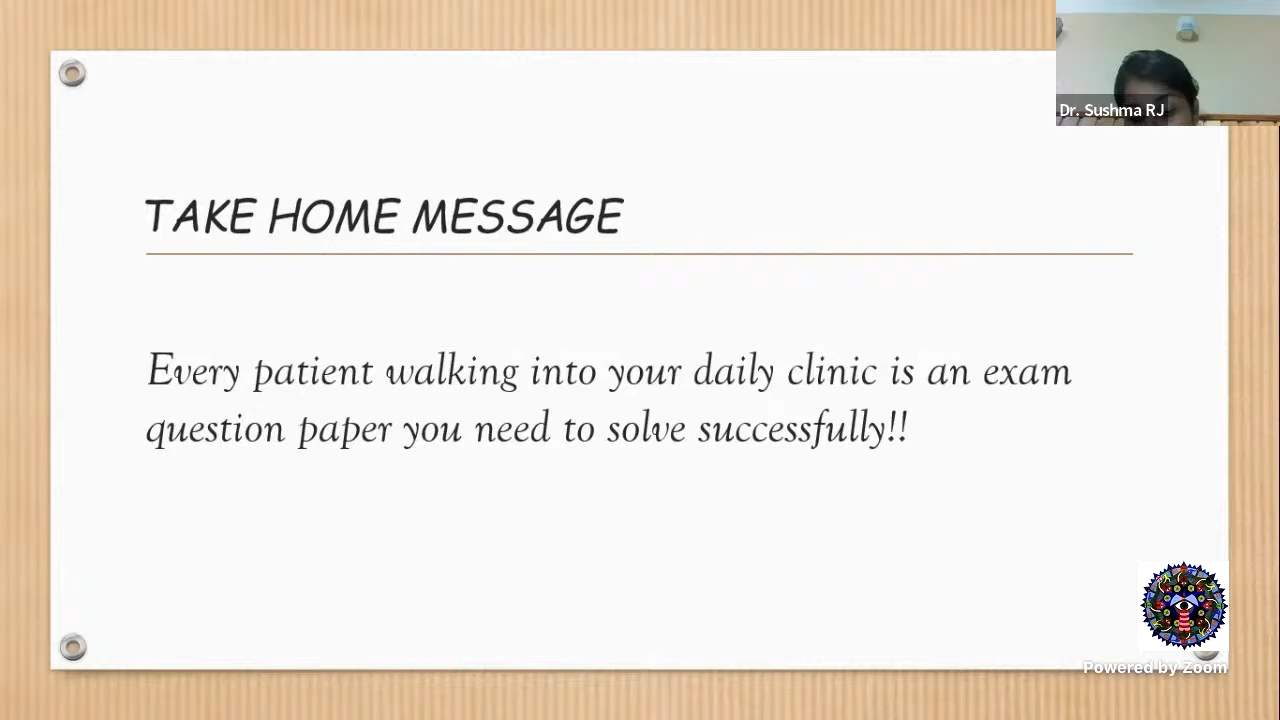 Dr. Sushma RJ
TAKE HOME MESSAGE
Every patient walking into your daily clinic is an exam
question paper you need to solve successfully!!
Powered by Zoom